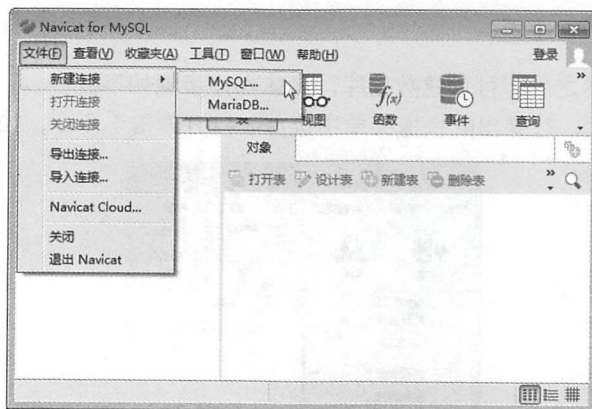 Navicat for MySQL
文件(F) 查看(V) 收藏夹(A) 工具(T) 窗口(W) 帮助(H) 登录
新建连接 MySQL...
打开连接 MariaDB...
关闭连接
表 视图 函数 事件 查询
f(x)
导出连接...
导入连接...
对象
打开表 设计表 新建表 删除表
Navicat Cloud...
关闭
退出 Navicat